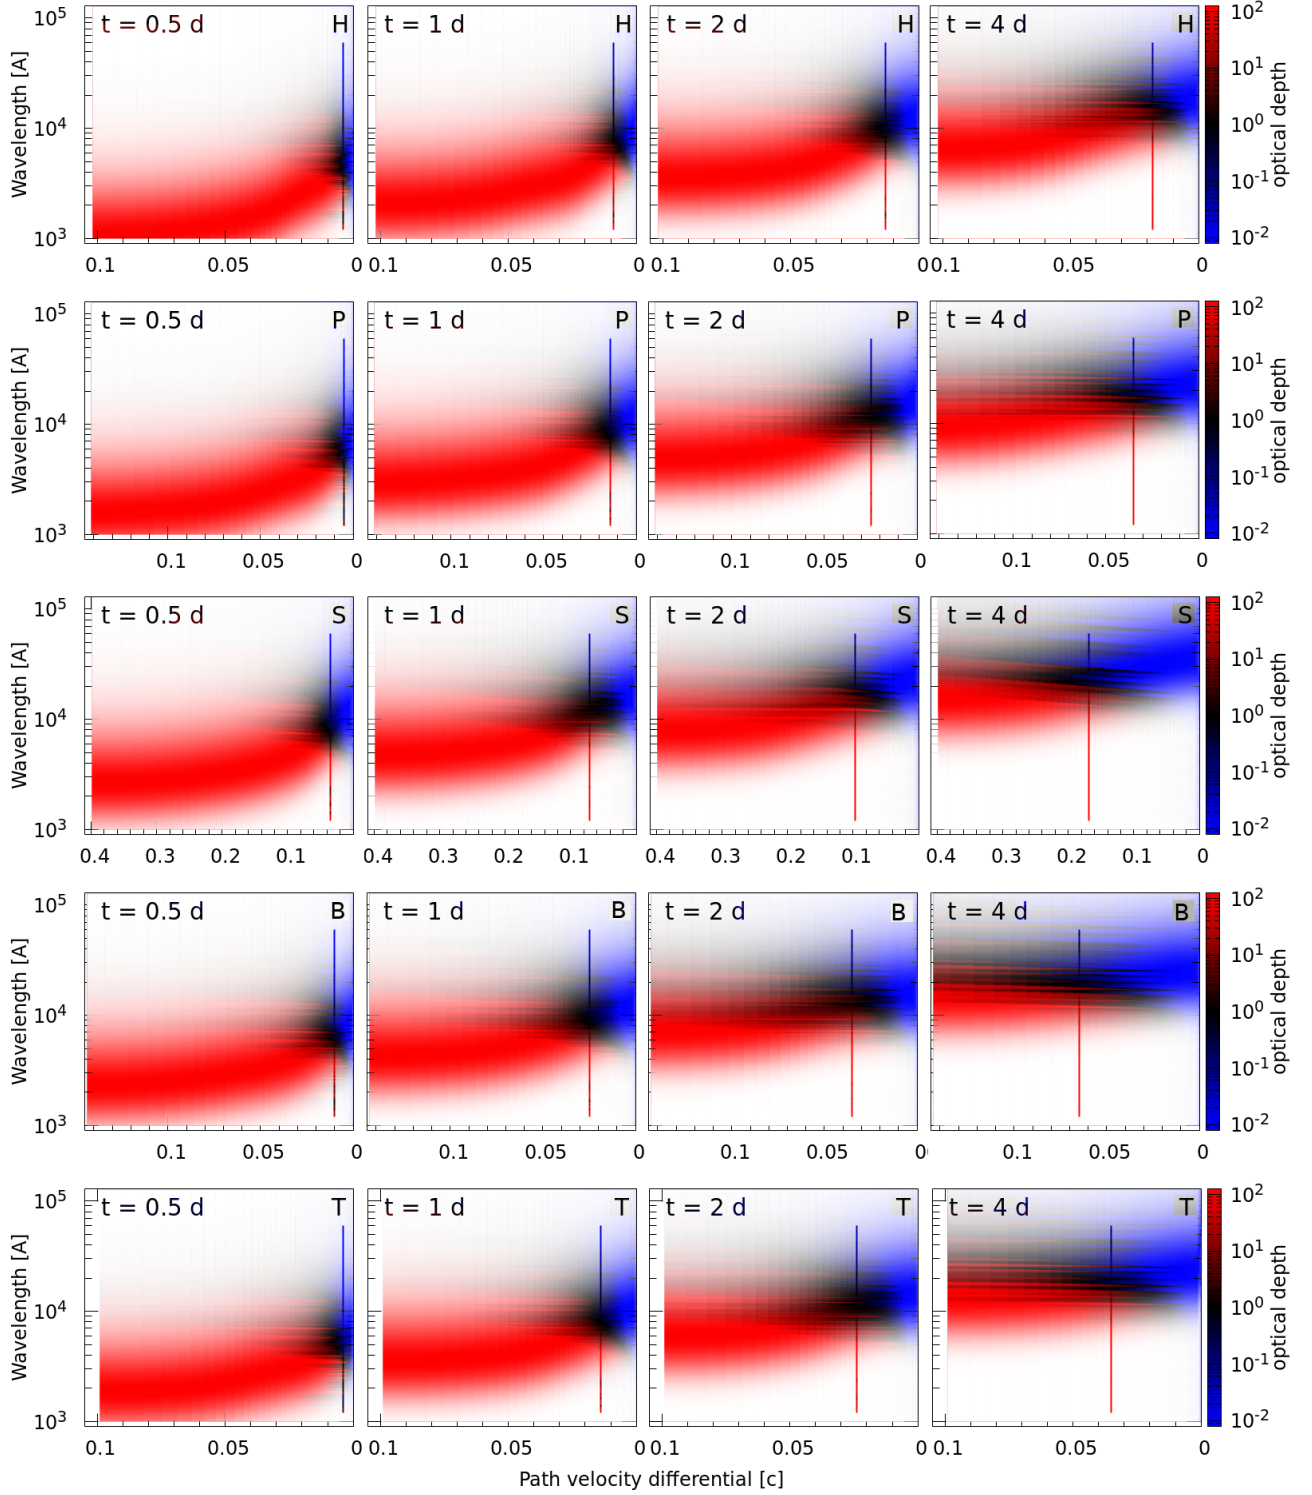 10^5 t = 0.5 d H t = 1 d H t = 2 d H t = 4 d H 10^2
Wavelength [A] 10^4 10^3
10^1 10^0 10^-1 10^-2 optical depth
0.1 0.05 0 0.1 0.05 0 0.1 0.05 0 0.1 0.05 0
10^5 t = 0.5 d P t = 1 d P t = 2 d P t = 4 d P 10^2
Wavelength [A] 10^4 10^3
10^1 10^0 10^-1 10^-2 optical depth
0.1 0.05 0 0.1 0.05 0 0.1 0.05 0 0.1 0.05 0
10^5 t = 0.5 d S t = 1 d S t = 2 d S t = 4 d S 10^2
Wavelength [A] 10^4 10^3
10^1 10^0 10^-1 10^-2 optical depth
0.4 0.3 0.2 0.1 0.4 0.3 0.2 0.1 0.4 0.3 0.2 0.1 0.4 0.3 0.2 0.1 0
10^5 t = 0.5 d B t = 1 d B t = 2 d B t = 4 d B 10^2
Wavelength [A] 10^4 10^3
10^1 10^0 10^-1 10^-2 optical depth
0.1 0.05 0 0.1 0.05 0 0.1 0.05 0 0.1 0.05 0
10^5 t = 0.5 d T t = 1 d T t = 2 d T t = 4 d T 10^2
Wavelength [A] 10^4 10^3
10^1 10^0 10^-1 10^-2 optical depth
0.1 0.05 0 0.1 0.05 0 0.1 0.05 0 0.1 0.05 0
Path velocity differential [c]